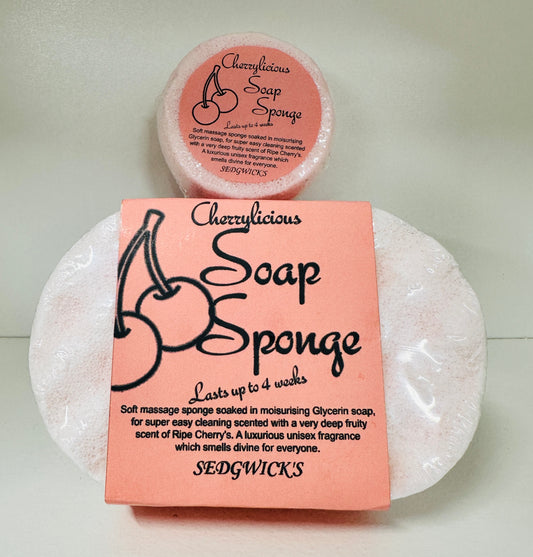 Cherrylicious
Soap
Sponge
Lasts up to 4 weeks
Soft massage sponge soaked in moisurising
Glycerin soap, for super easy cleaning scented
with a very deep fruity scent of Ripe Cherry's.
A luxurious unisex fragrance which
smells divine for everyone.
SEDGWICK'S
Cherrylicious
Soap
Sponge
Lasts up to 4 weeks
Soft massage sponge soaked in moisurising Glycerin soap,
for super easy cleaning scented with a very deep fruity
scent of Ripe Cherry's. A luxurious unisex fragrance
which smells divine for everyone.
SEDGWICK'S